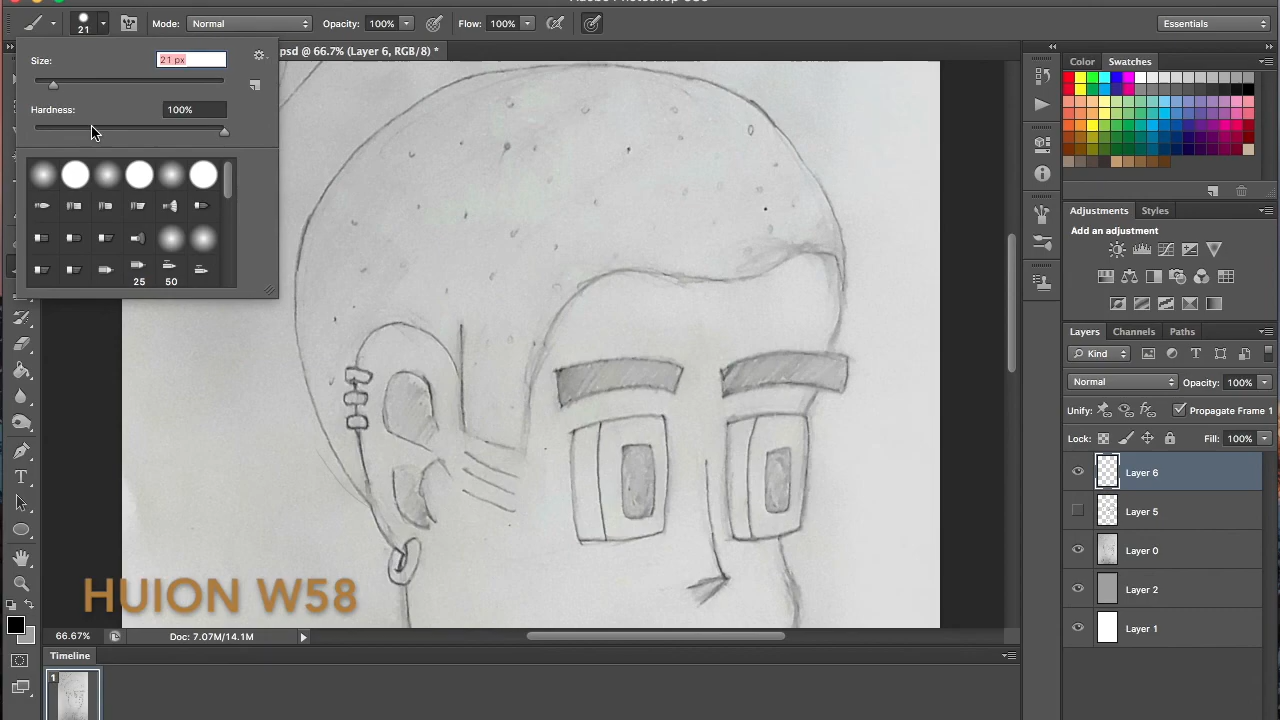 21
Mode: Normal
Opacity: 100%
Flow: 100%
Essentials
Size: 21 px
Hardness: 100%
25
50
psd @ 66.7% (Layer 6, RGB/8) *
Color
Swatches
Adjustments
Styles
Add an adjustment
Layers
Channels
Paths
Kind
Normal
Opacity: 100%
Unify:
Propagate Frame 1
Lock:
Fill: 100%
Layer 6
Layer 5
Layer 0
Layer 2
Layer 1
HUION W58
66.67%
Doc: 7.07M/14.1M
Timeline
1